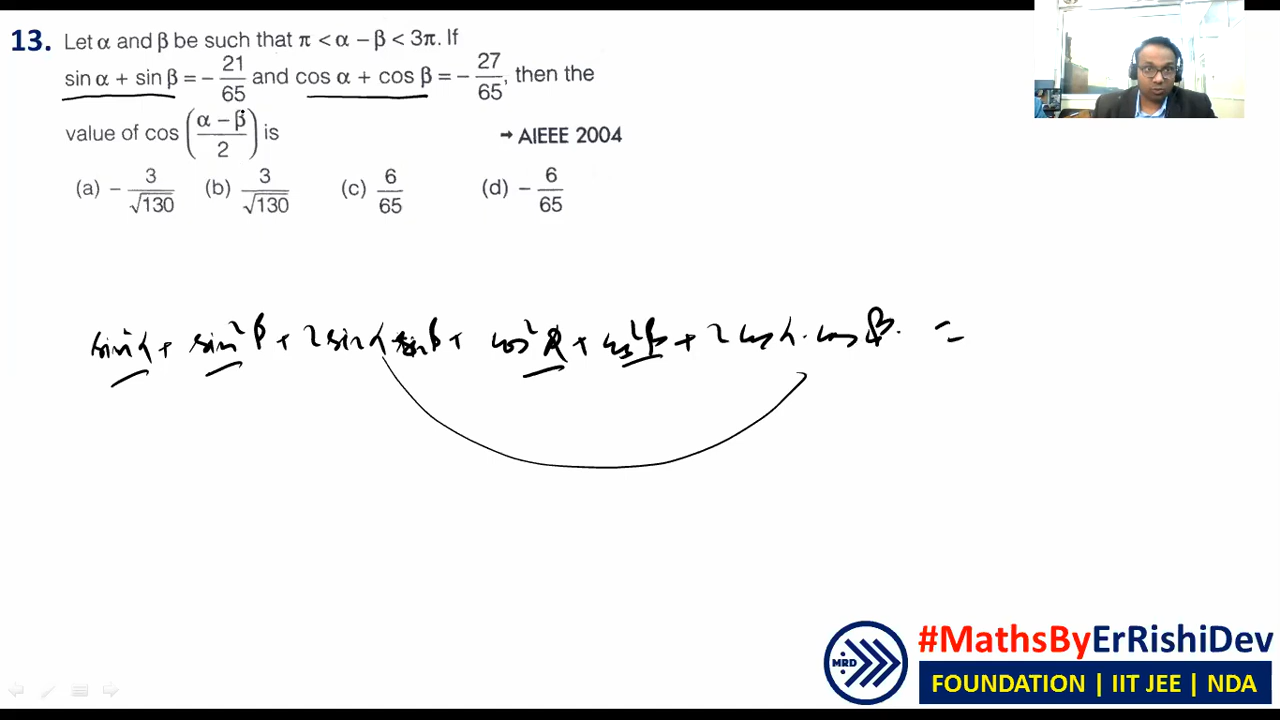 13. Let α and β be such that π < α − β < 3π. If
sin α + sin β = − 21/65 and cos α + cos β = − 27/65, then the
value of cos ((α − β)/2) is → AIEEE 2004
(a) − 3/√130 (b) 3/√130 (c) 6/65 (d) − 6/65
sin²α + sin²β + 2 sin α sin β + cos²α + cos²β + 2 cos α . cos β. =
MRD
#MathsByErRishiDev
FOUNDATION | IIT JEE | NDA